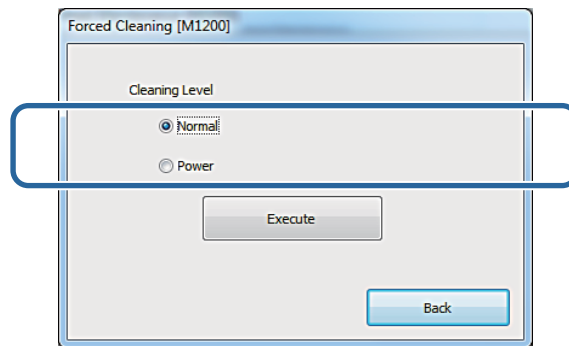 Forced Cleaning [M1200]
Cleaning Level
Normal
Power
Execute
Back